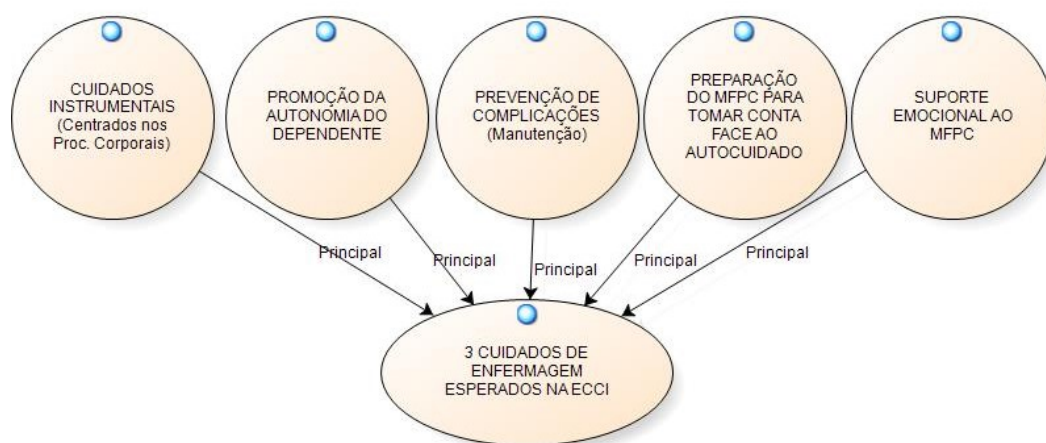 CUIDADOS
INSTRUMENTAIS
(Centrados nos
Proc. Corporais)
PROMOÇÃO DA
AUTONOMIA DO
DEPENDENTE
PREVENÇÃO DE
COMPLICAÇÕES
(Manutenção)
PREPARAÇÃO
DO MFPC PARA
TOMAR CONTA
FACE AO
AUTOCUIDADO
SUPORTE
EMOCIONAL AO
MFPC
Principal
Principal
Principal
Principal
Principal
3 CUIDADOS DE
ENFERMAGEM
ESPERADOS NA ECCI